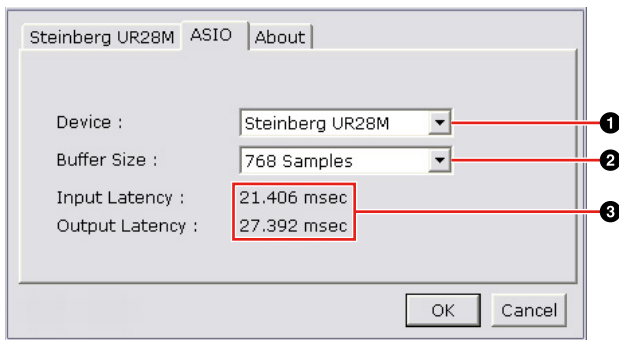 Steinberg UR28M ASIO About
Device : Steinberg UR28M 1
Buffer Size : 768 Samples 2
Input Latency : 21.406 msec
3
Output Latency : 27.392 msec
OK Cancel